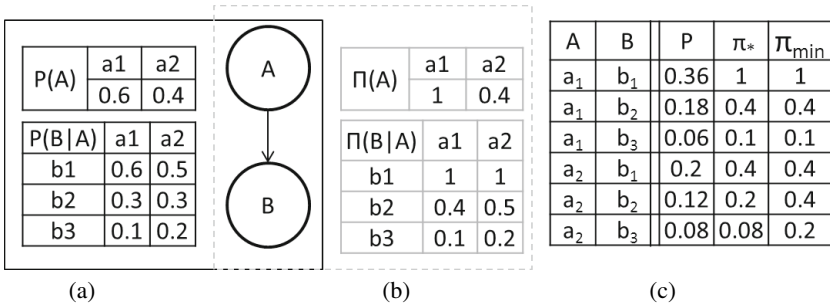 P(A) a1 a2
0.6 0.4
P(B|A) a1 a2
b1 0.6 0.5
b2 0.3 0.3
b3 0.1 0.2
A
B
Π(A) a1 a2
1 0.4
Π(B|A) a1 a2
b1 1 1
b2 0.4 0.5
b3 0.1 0.2
A B P π* πmin
a1 b1 0.36 1 1
a1 b2 0.18 0.4 0.4
a1 b3 0.06 0.1 0.1
a2 b1 0.2 0.4 0.4
a2 b2 0.12 0.2 0.4
a2 b3 0.08 0.08 0.2
(a) (b) (c)